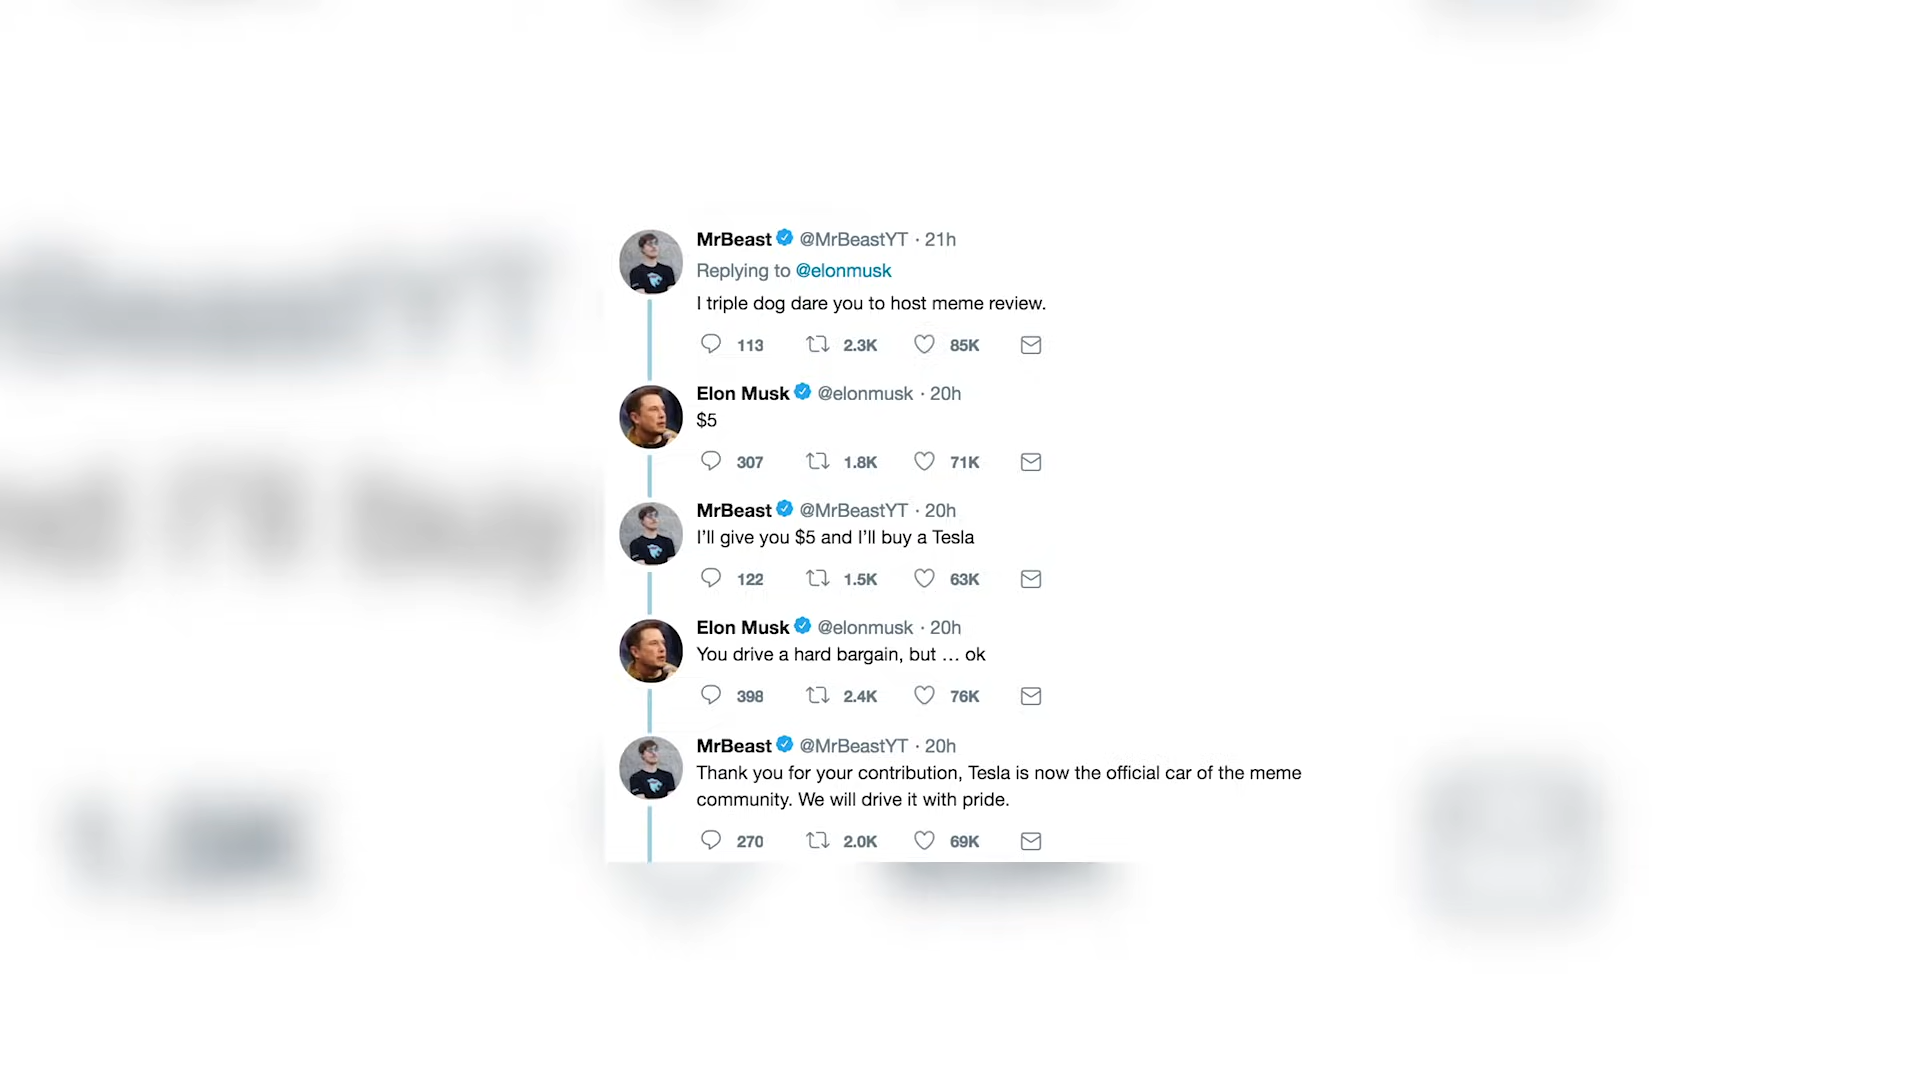 MrBeast @MrBeastYT · 21h
Replying to @elonmusk
I triple dog dare you to host meme review.
113 2.3K 85K
Elon Musk @elonmusk · 20h
$5
307 1.8K 71K
MrBeast @MrBeastYT · 20h
I’ll give you $5 and I’ll buy a Tesla
122 1.5K 63K
Elon Musk @elonmusk · 20h
You drive a hard bargain, but … ok
398 2.4K 76K
MrBeast @MrBeastYT · 20h
Thank you for your contribution, Tesla is now the official car of the meme
community. We will drive it with pride.
270 2.0K 69K